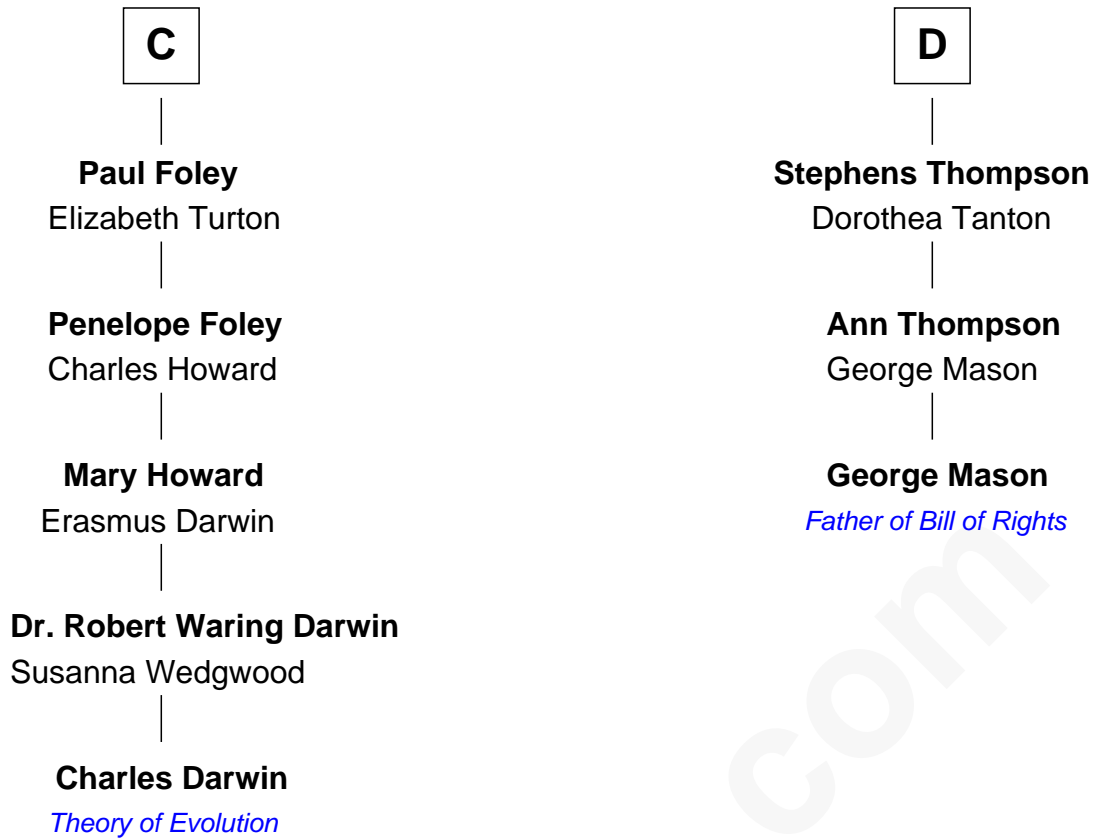 C
Paul Foley
Elizabeth Turton
Penelope Foley
Charles Howard
Mary Howard
Erasmus Darwin
Dr. Robert Waring Darwin
Susanna Wedgwood
Charles Darwin
Theory of Evolution
D
Stephens Thompson
Dorothea Tanton
Ann Thompson
George Mason
George Mason
Father of Bill of Rights
com